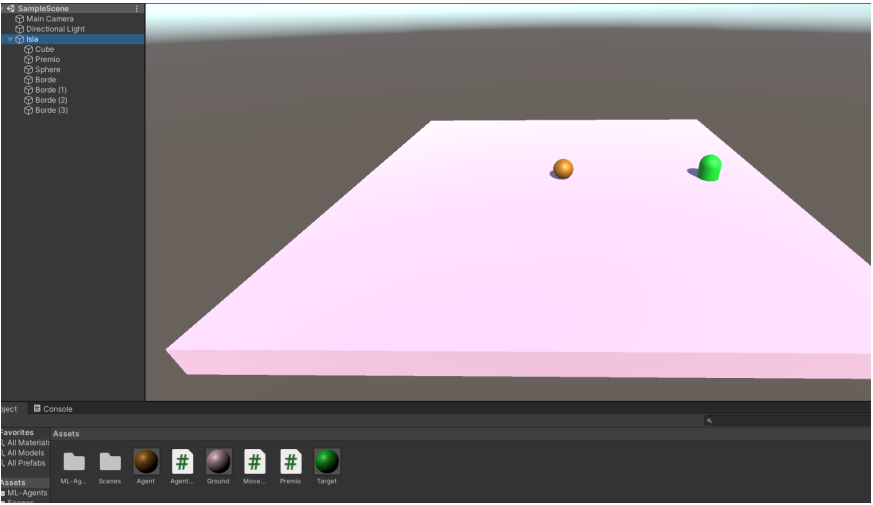 SampleScene
Main Camera
Directional Light
Isla
Cube
Premio
Sphere
Borde
Borde (1)
Borde (2)
Borde (3)
oject Console
Favorites
All Materials
All Models
All Prefabs
Assets
ML-Agents
Scenes
Assets
ML-Ag... Scenes Agent Agent... Ground Move... Premio Target